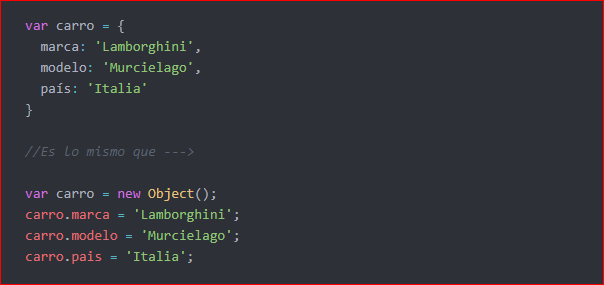 var carro = {
  marca: 'Lamborghini',
  modelo: 'Murcielago',
  país: 'Italia'
}
//Es lo mismo que --->
var carro = new Object();
carro.marca = 'Lamborghini';
carro.modelo = 'Murcielago';
carro.pais = 'Italia';